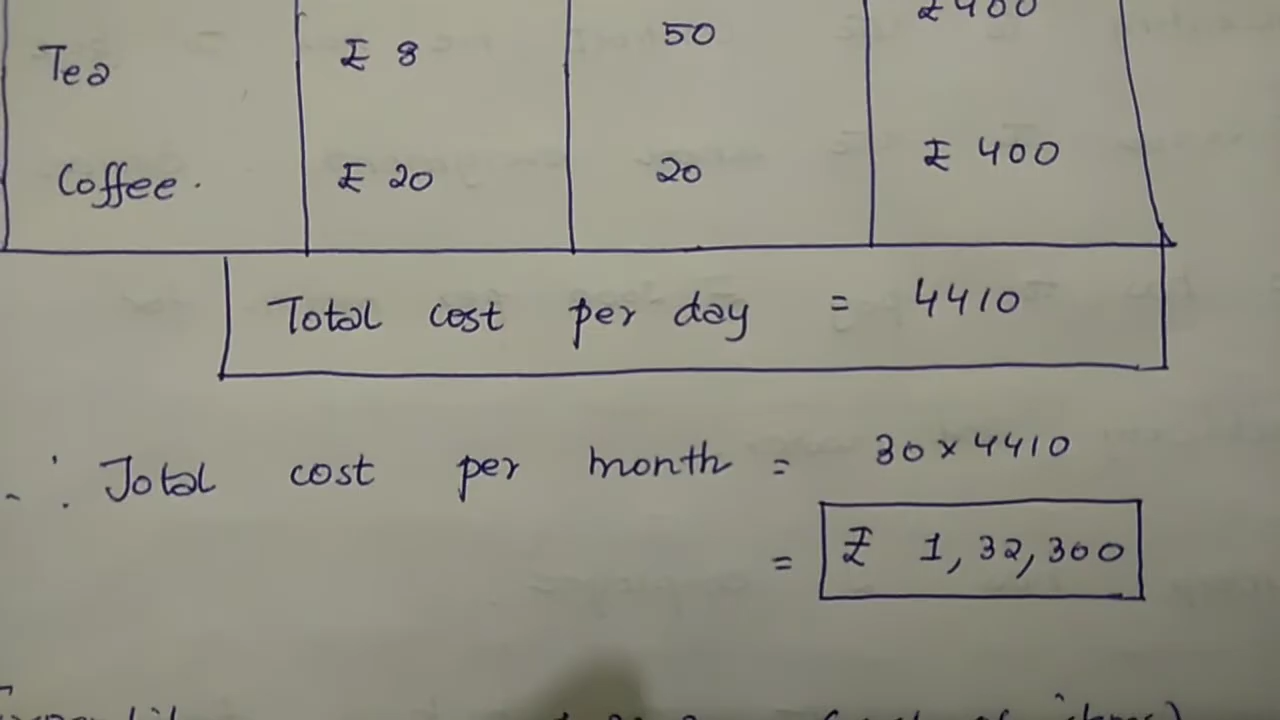 Tea ₹ 8 50 ₹ 400
Coffee. ₹ 20 20 ₹ 400
Total cost per day = 4410
∴ Total cost per month = 30 × 4410
= ₹ 1,32,300